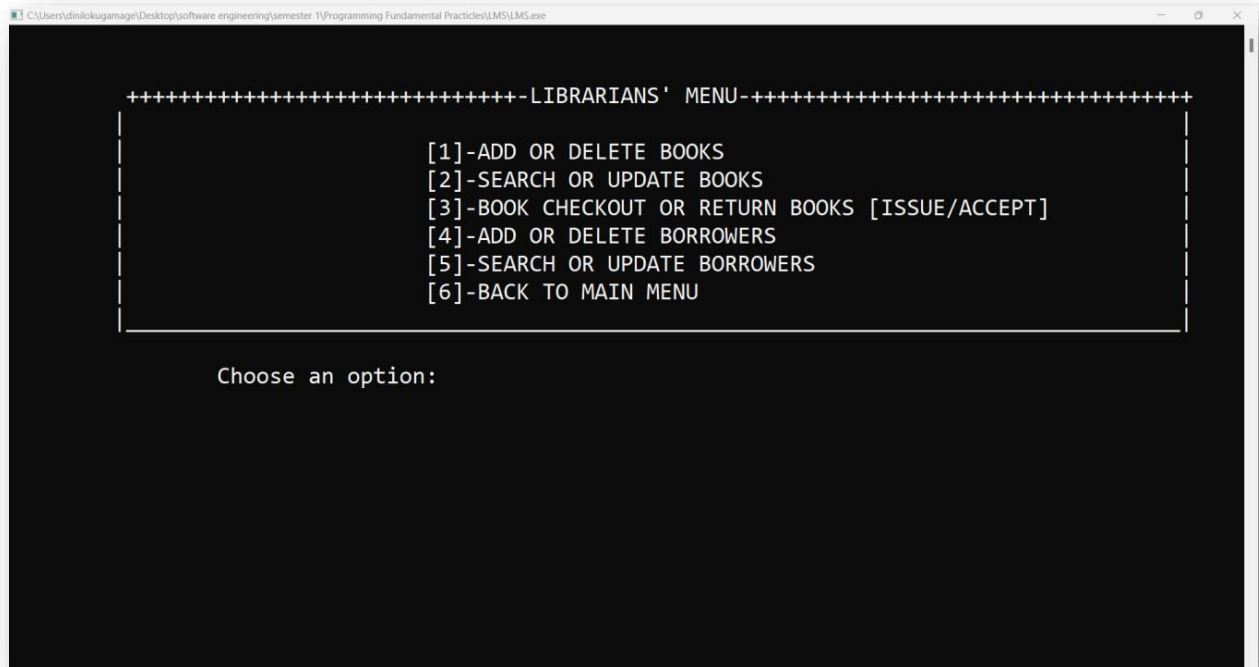 C:\Users\dinilokugamage\Desktop\software engineering\semester 1\Programming Fundamental Practicles\LMS\LMS.exe
++++++++++++++++++++++++++++++-LIBRARIANS' MENU-++++++++++++++++++++++++++++++++++
[1]-ADD OR DELETE BOOKS
[2]-SEARCH OR UPDATE BOOKS
[3]-BOOK CHECKOUT OR RETURN BOOKS [ISSUE/ACCEPT]
[4]-ADD OR DELETE BORROWERS
[5]-SEARCH OR UPDATE BORROWERS
[6]-BACK TO MAIN MENU
Choose an option: